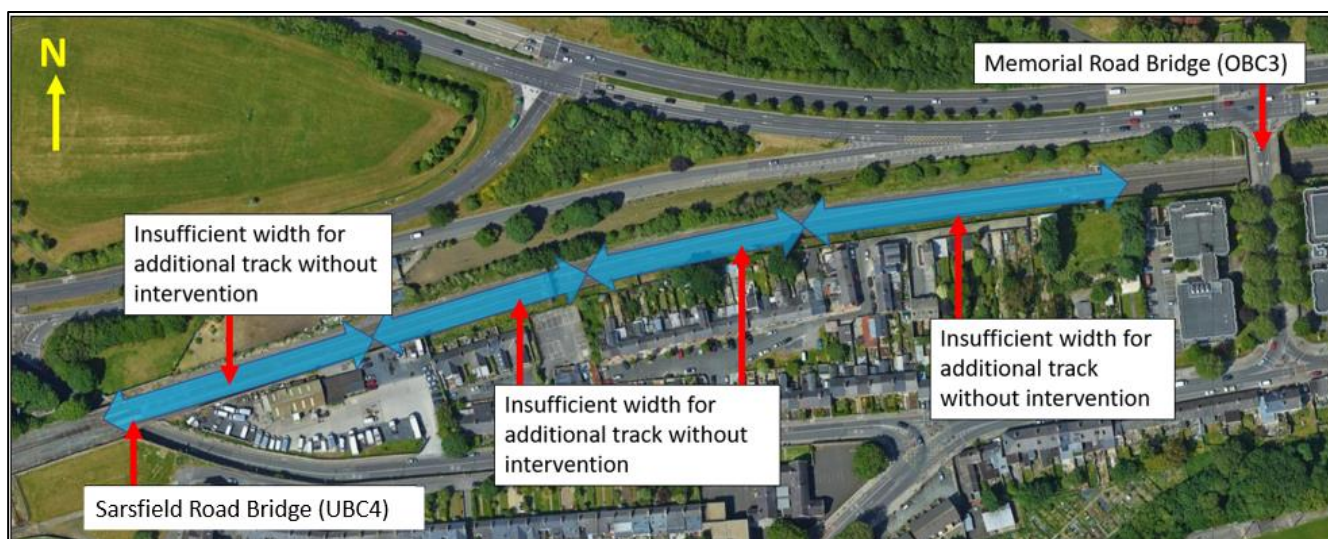 N
Memorial Road Bridge (OBC3)
Insufficient width for
additional track without
intervention
Insufficient width for
additional track without
intervention
Insufficient width for
additional track
without intervention
Sarsfield Road Bridge (UBC4)